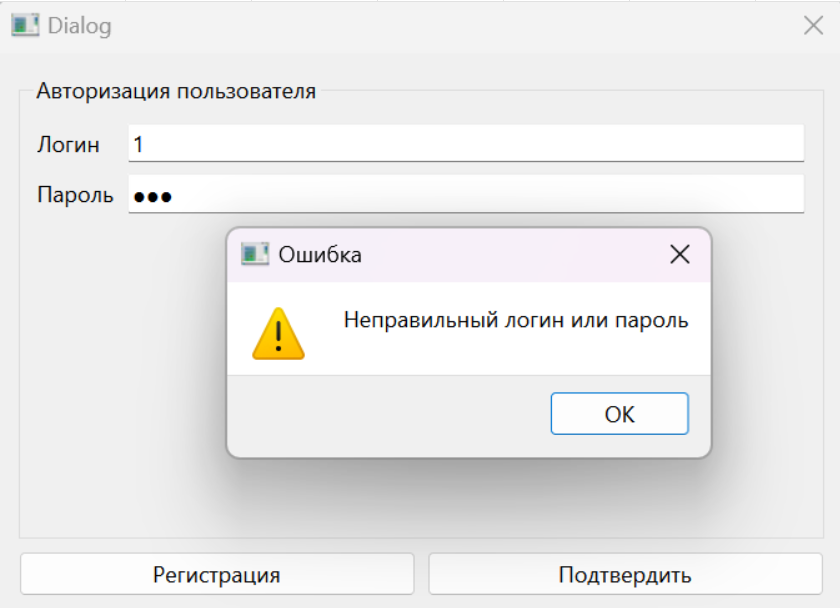 Dialog
Авторизация пользователя
Логин 1
Пароль ●●●
Ошибка
Неправильный логин или пароль
OK
Регистрация Подтвердить